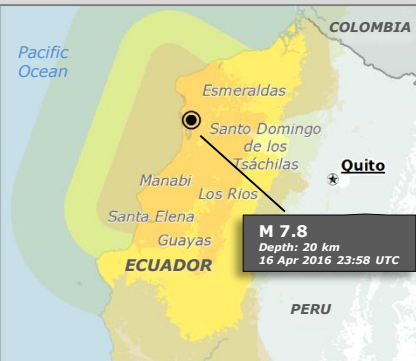 COLOMBIA
Pacific
Ocean
Esmeraldas
Santo Domingo
de los
Tsáchilas
Quito
Manabi
Los Rios
Santa Elena
Guayas
M 7.8
Depth: 20 km
16 Apr 2016 23:58 UTC
ECUADOR
PERU